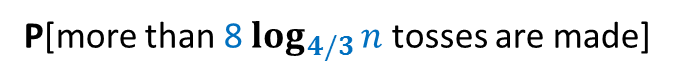 P[more than 8 log₄/₃ n tosses are made]